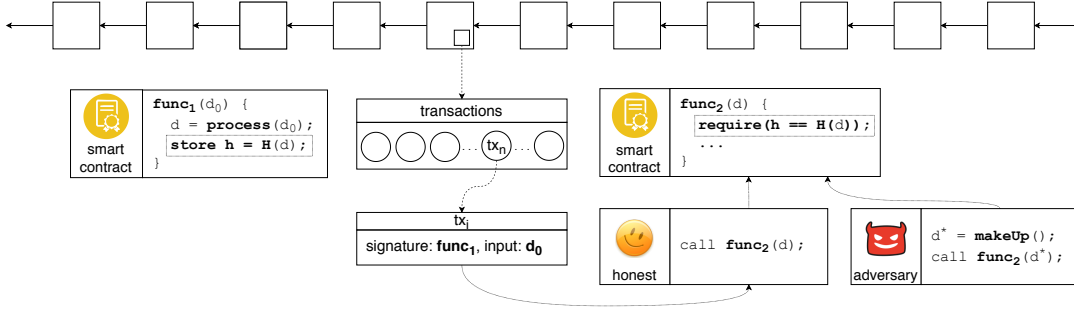 func1(d0) {
d = process(d0);
store h = H(d);
}
smart
contract
transactions
... txn ...
txi
signature: func1, input: d0
func2(d) {
require(h == H(d));
...
}
smart
contract
call func2(d);
honest
d* = makeUp();
call func2(d*);
adversary